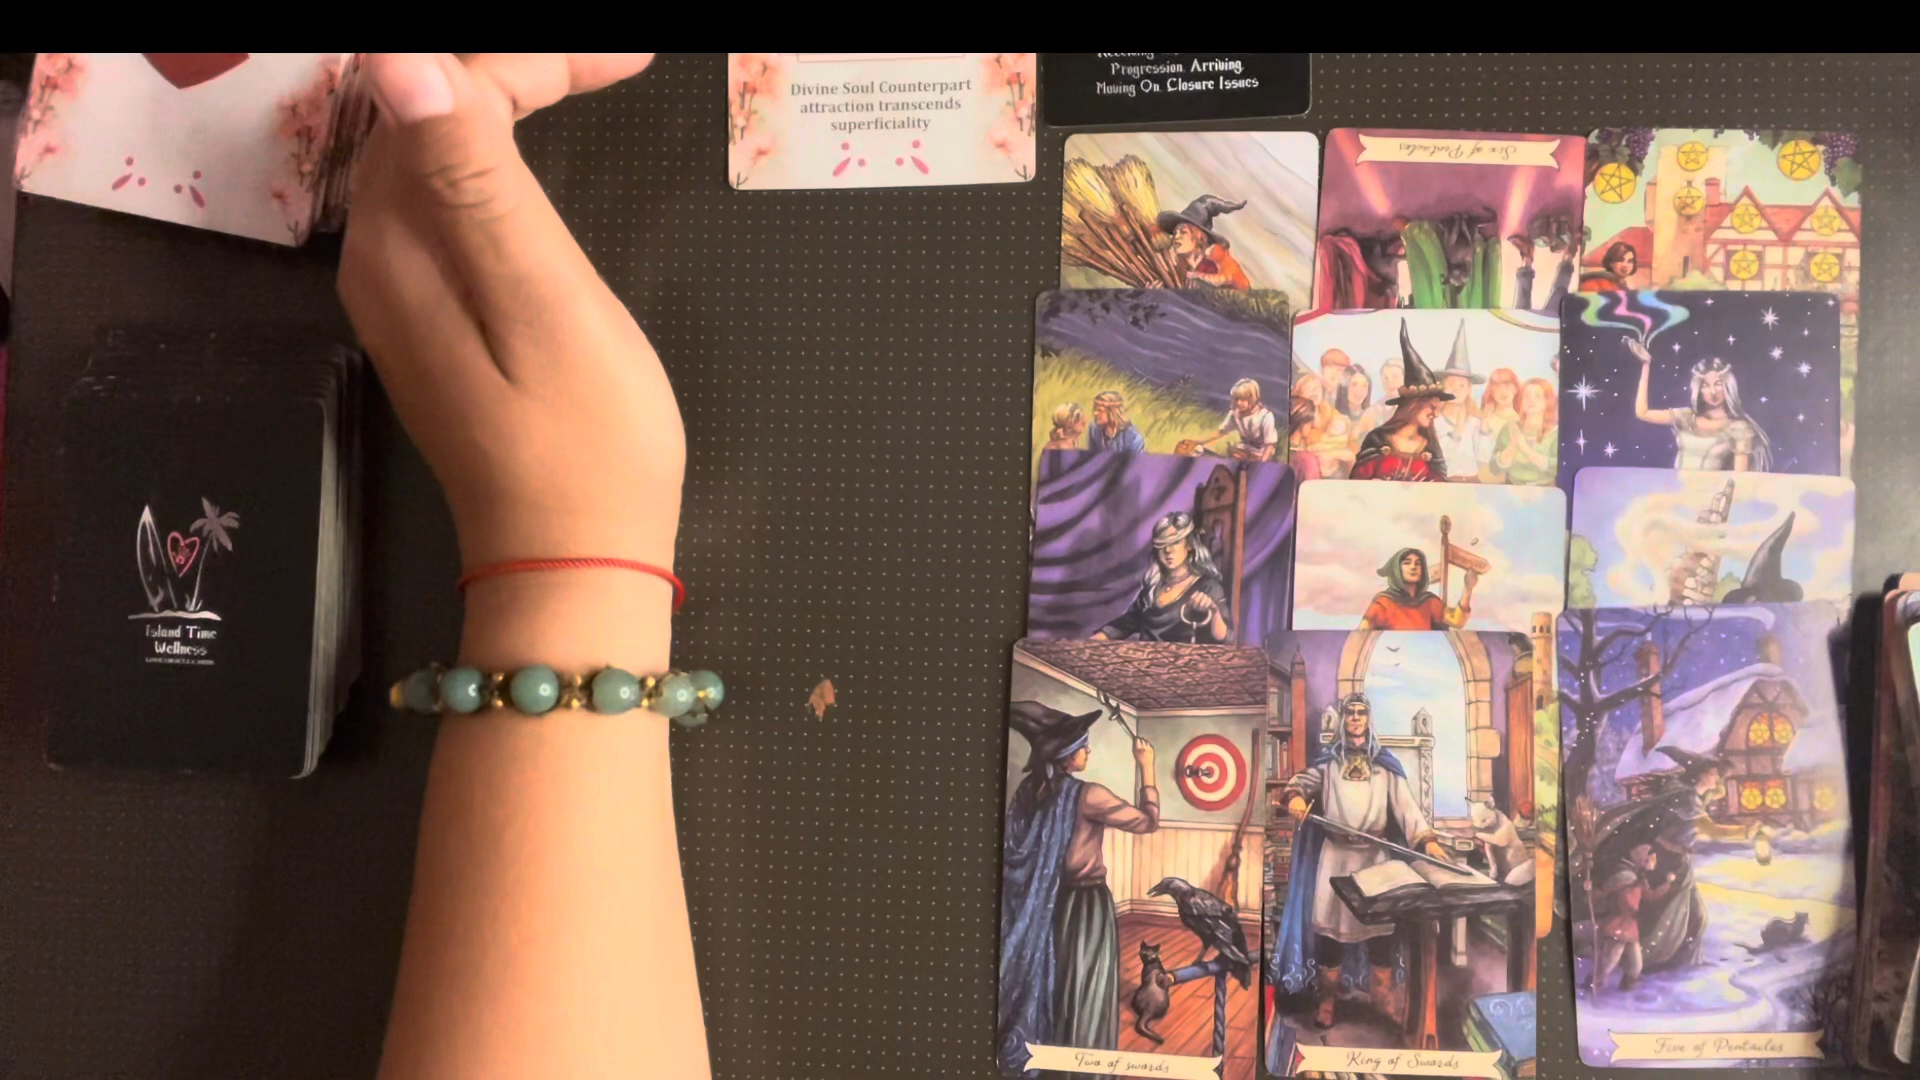 Divine Soul Counterpart
attraction transcends
superficiality
Progression, Arriving,
Moving On, Closure Issues
Six of Pentacles
Island Time
Wellness
Two of swords
King of Swords
Five of Pentacles